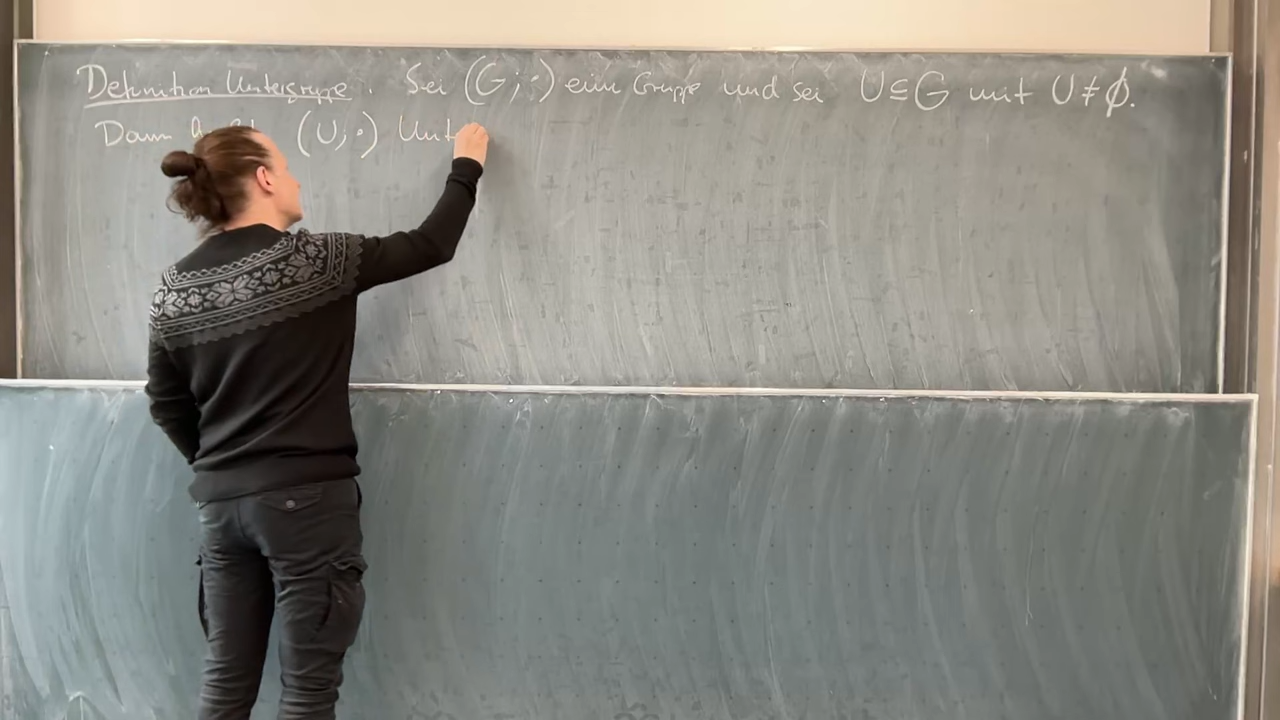 Definition Untergruppe. Sei (G;·) eine Gruppe und sei U⊆G mit U≠∅.
Dann (U;·) Unt